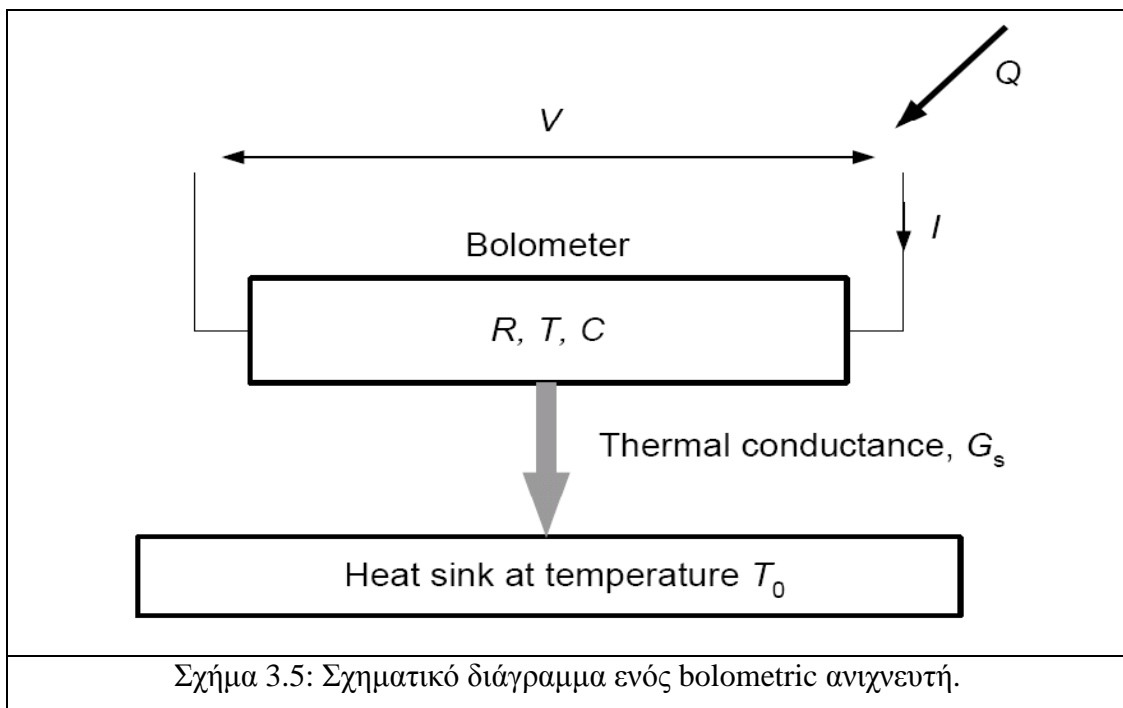 Q
V
I
Bolometer
R, T, C
Thermal conductance, Gs
Heat sink at temperature T0
Σχήμα 3.5: Σχηματικό διάγραμμα ενός bolometric ανιχνευτή.